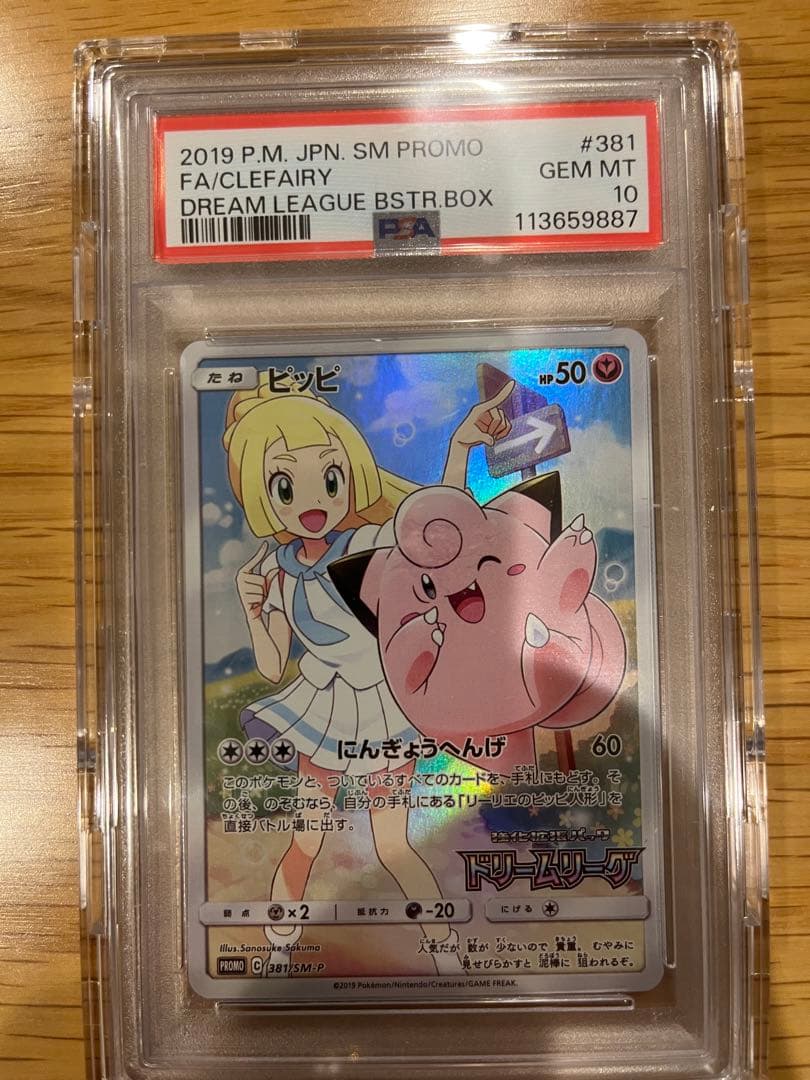 2019 P.M. JPN. SM PROMO #381
FA/CLEFAIRY GEM MT
DREAM LEAGUE BSTR.BOX 10
PSA 113659887
たね ピッピ HP50
にんぎょうへんげ 60
このポケモンと、ついているすべてのカードを、手札にもどす。そ
の後、のぞむなら、自分の手札にある「リーリエのピッピ人形」を
直接バトル場に出す。
強化拡張パック
ドリームリーグ
弱点 ×2 抵抗力 -20 にげる
Illus.Sanosuke Sakuma
人気だが 数が 少ないので 貴重。むやみに
見せびらかすと 泥棒に 狙われるぞ。
PROMO C 381/SM-P
©2019 Pokémon/Nintendo/Creatures/GAME FREAK.